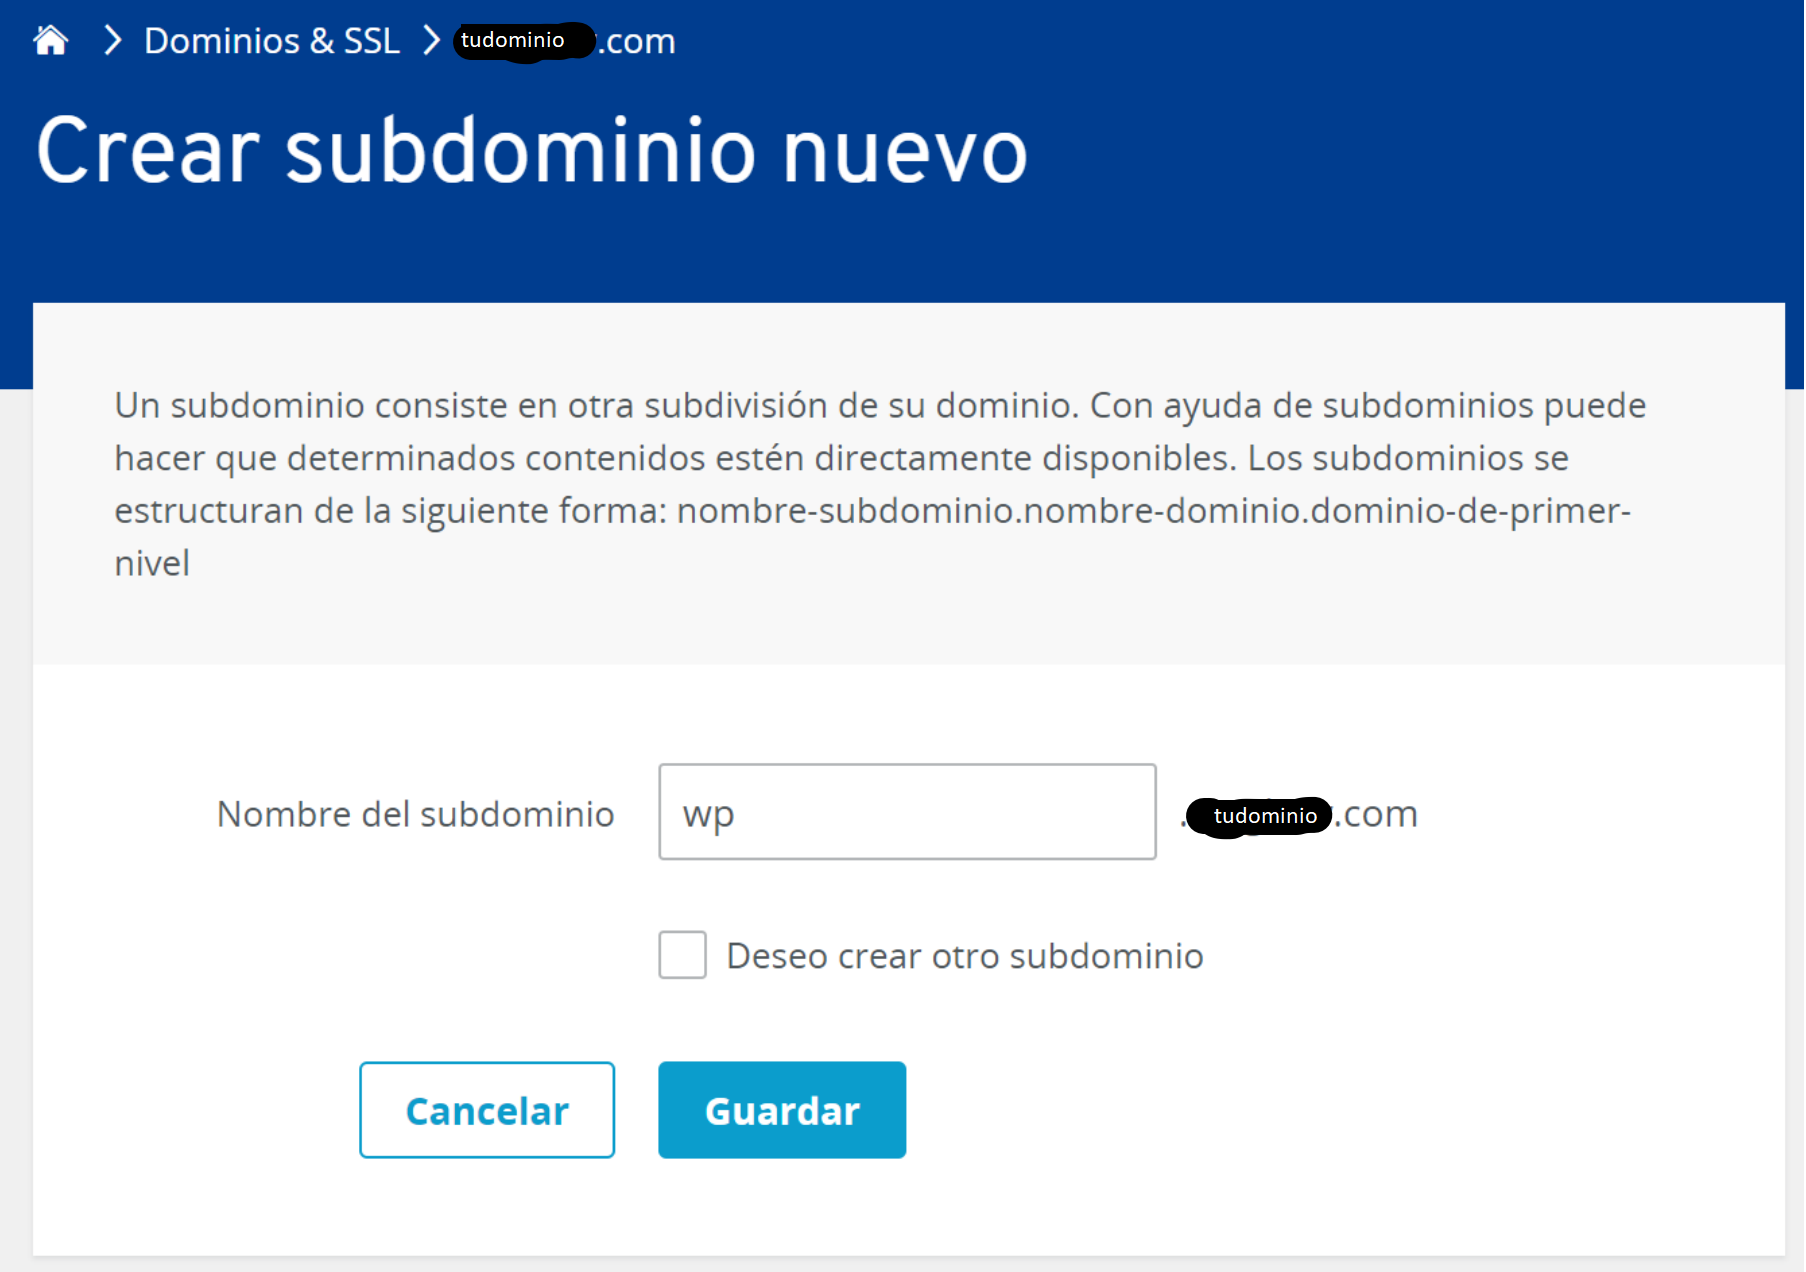 Dominios & SSL tudominio .com
Crear subdominio nuevo
Un subdominio consiste en otra subdivisión de su dominio. Con ayuda de subdominios puede
hacer que determinados contenidos estén directamente disponibles. Los subdominios se
estructuran de la siguiente forma: nombre-subdominio.nombre-dominio.dominio-de-primer-
nivel
Nombre del subdominio wp . tudominio .com
Deseo crear otro subdominio
Cancelar Guardar